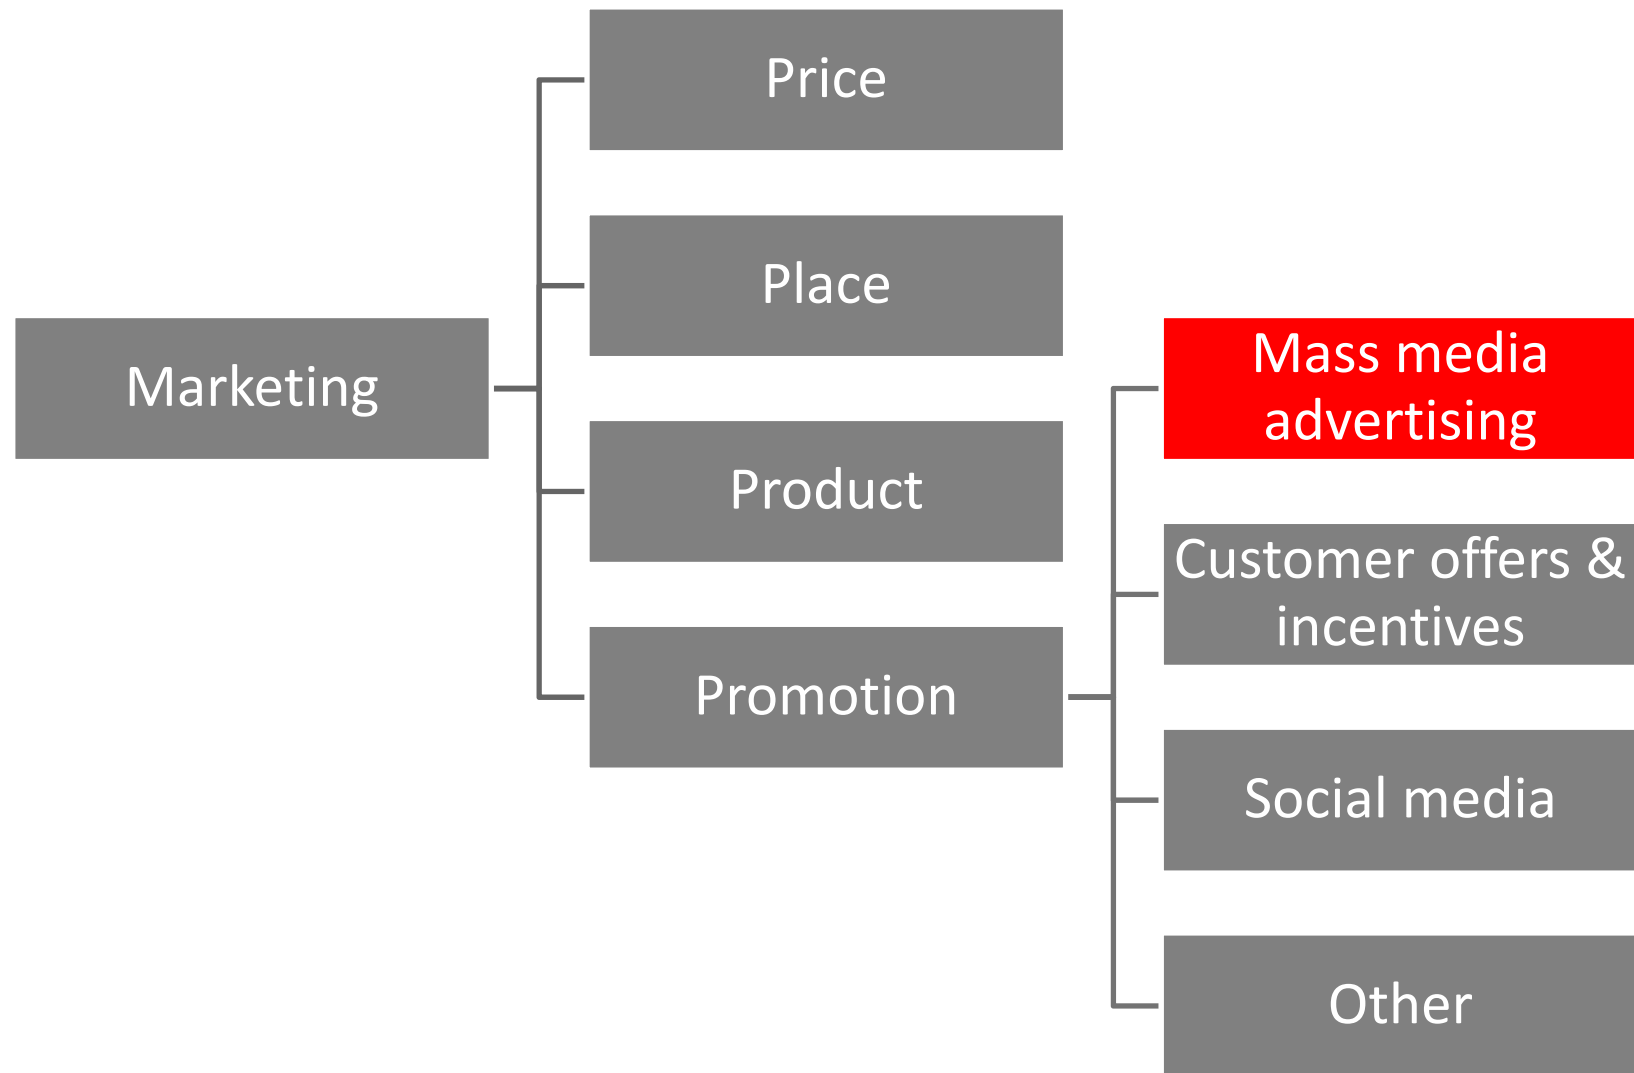 Marketing
Price
Place
Product
Promotion
Mass media
advertising
Customer offers &
incentives
Social media
Other